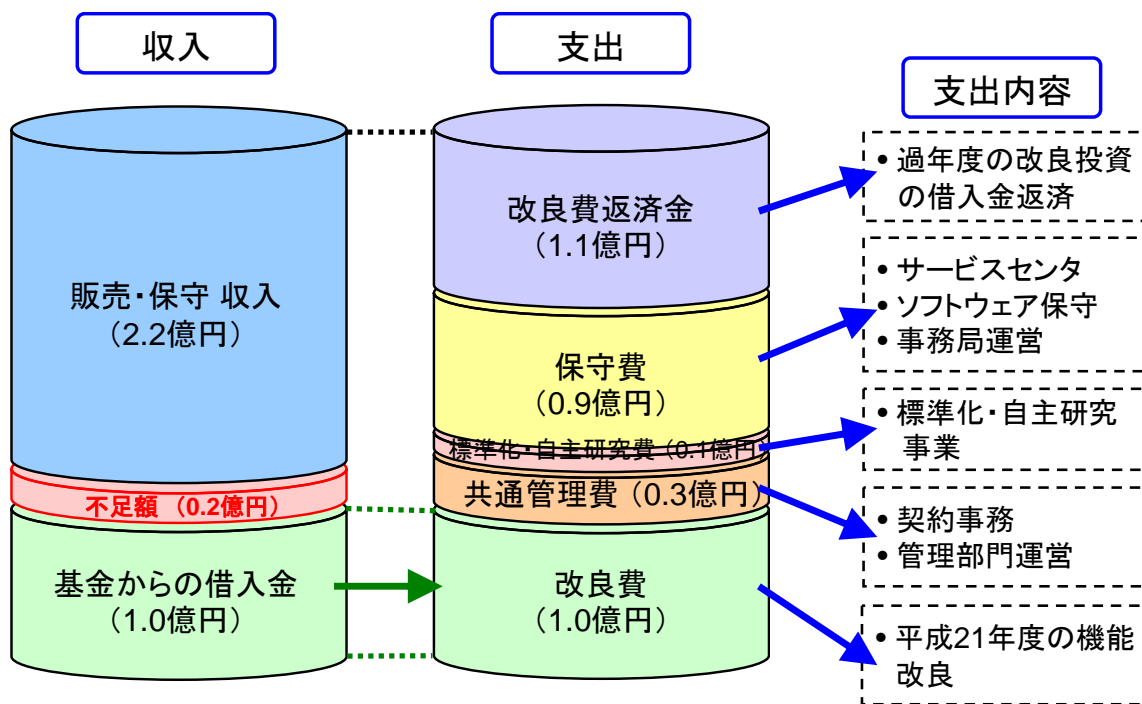 収入
支出
支出内容
販売・保守 収入
（2.2億円）
不足額 （0.2億円）
基金からの借入金
（1.0億円）
改良費返済金
（1.1億円）
保守費
（0.9億円）
標準化・自主研究費（0.1億円）
共通管理費（0.3億円）
改良費
（1.0億円）
• 過年度の改良投資
の借入金返済
• サービスセンタ
• ソフトウェア保守
• 事務局運営
• 標準化・自主研究
事業
• 契約事務
• 管理部門運営
• 平成21年度の機能
改良